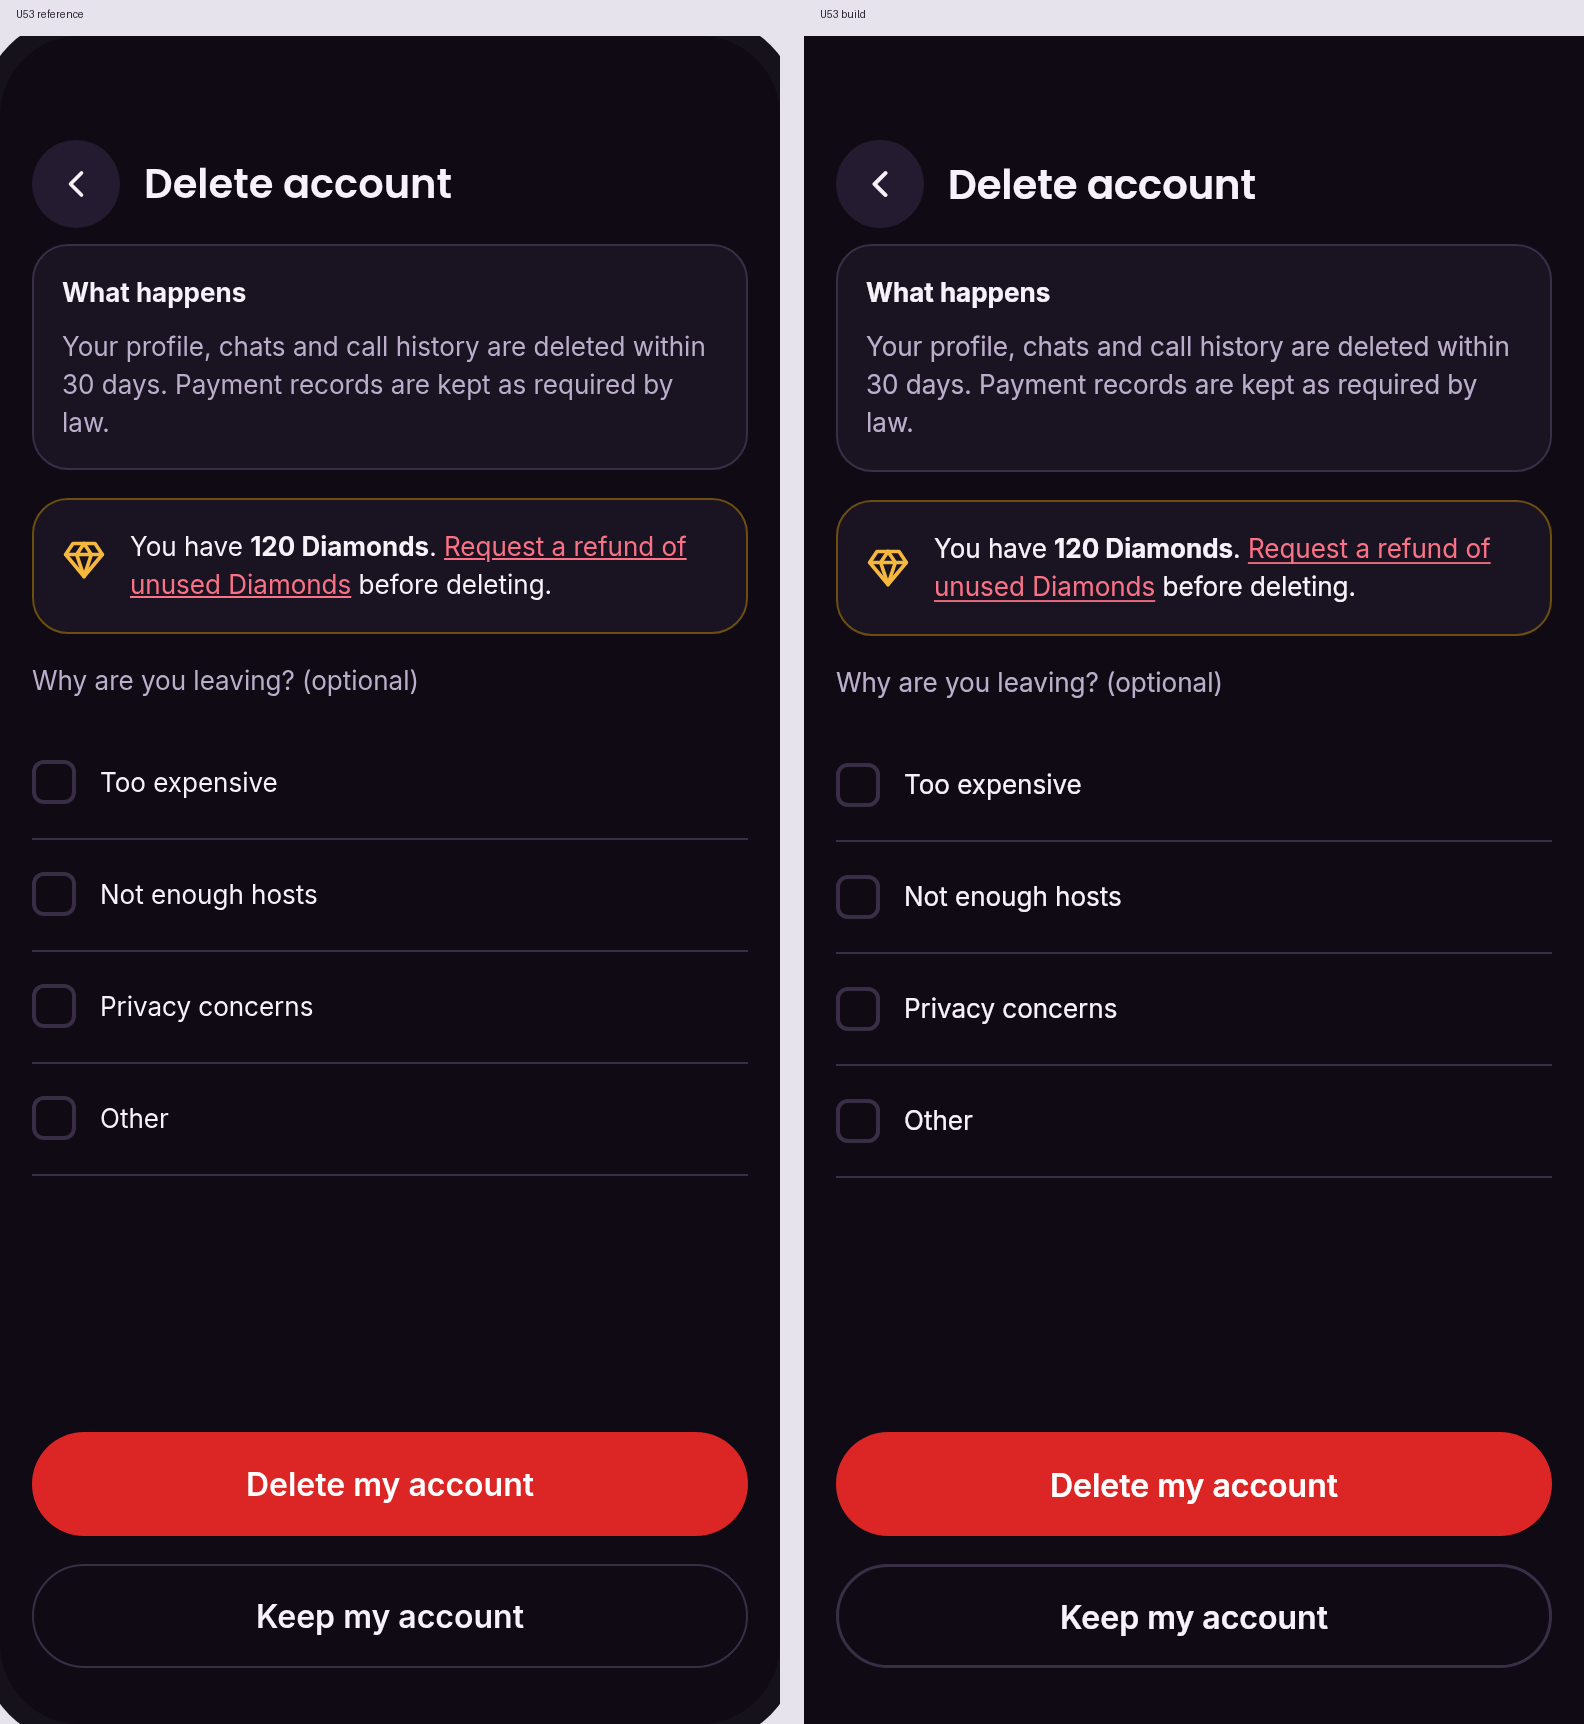 U53 reference
Delete account
What happens
Your profile, chats and call history are deleted within
30 days. Payment records are kept as required by
law.
You have 120 Diamonds. Request a refund of
unused Diamonds before deleting.
Why are you leaving? (optional)
Too expensive
Not enough hosts
Privacy concerns
Other
Delete my account
Keep my account
U53 build
Delete account
What happens
Your profile, chats and call history are deleted within
30 days. Payment records are kept as required by
law.
You have 120 Diamonds. Request a refund of
unused Diamonds before deleting.
Why are you leaving? (optional)
Too expensive
Not enough hosts
Privacy concerns
Other
Delete my account
Keep my account